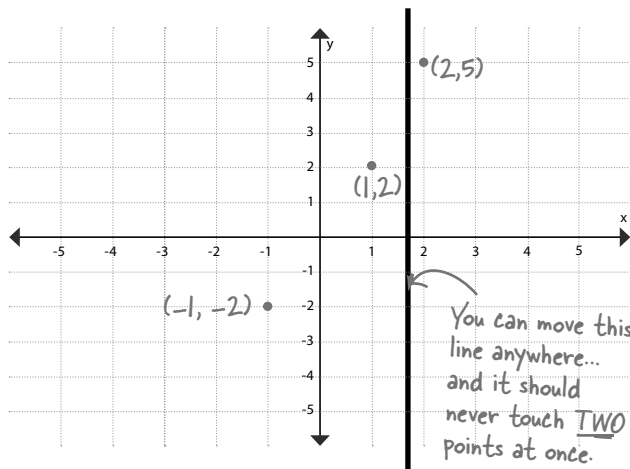 y
5
(2,5)
4
3
2
(1,2)
1
x
-5 -4 -3 -2 -1 1 2 3 4 5
-1
(-1, -2)
-2
-3
-4
-5
You can move this
line anywhere...
and it should
never touch TWO
points at once.